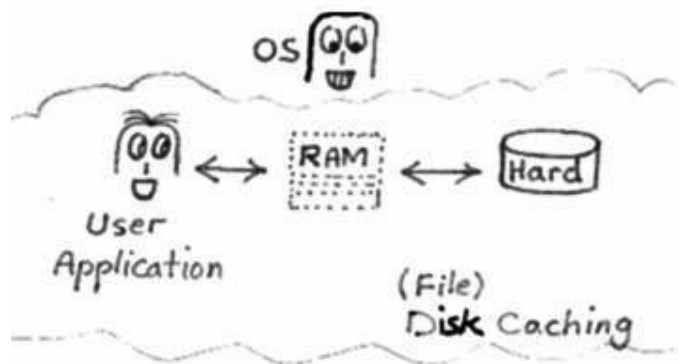 OS
RAM
Hard
User
Application
(File)
Disk Caching